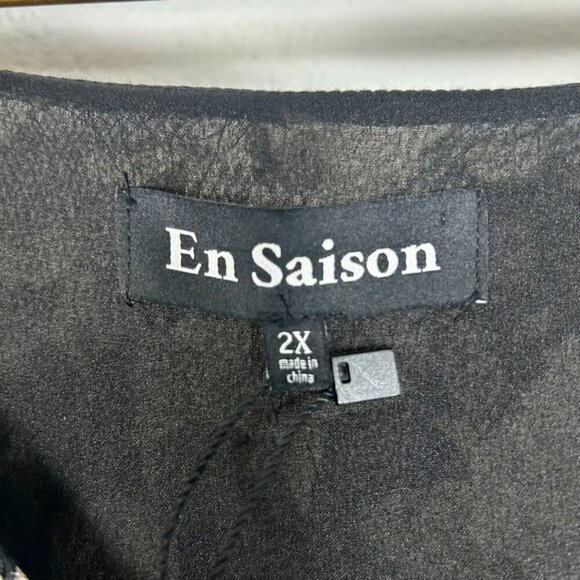 En Saison
2X
made in
china